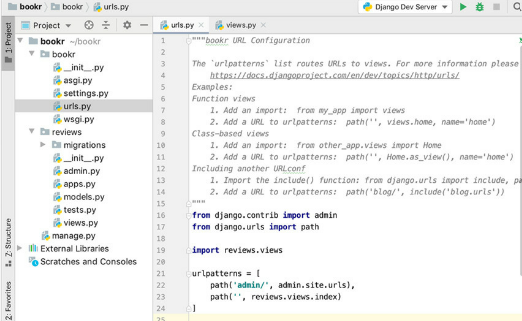 bookr bookr urls.py Django Dev Server
Project urls.py views.py
1: Project
bookr ~/bookr
bookr
__init__.py
asgi.py
settings.py
urls.py
wsgi.py
reviews
migrations
__init__.py
admin.py
apps.py
models.py
tests.py
views.py
manage.py
External Libraries
Scratches and Consoles
Z: Structure
2: Favorites
1 """bookr URL Configuration
2
3 The `urlpatterns` list routes URLs to views. For more information please
4 https://docs.djangoproject.com/en/dev/topics/http/urls/
5 Examples:
6 Function views
7 1. Add an import: from my_app import views
8 2. Add a URL to urlpatterns: path('', views.home, name='home')
9 Class-based views
10 1. Add an import: from other_app.views import Home
11 2. Add a URL to urlpatterns: path('', Home.as_view(), name='home')
12 Including another URLconf
13 1. Import the include() function: from django.urls import include, pa
14 2. Add a URL to urlpatterns: path('blog/', include('blog.urls'))
15 """
16 from django.contrib import admin
17 from django.urls import path
18
19 import reviews.views
20
21 urlpatterns = [
22 path('admin/', admin.site.urls),
23 path('', reviews.views.index)
24 ]
25